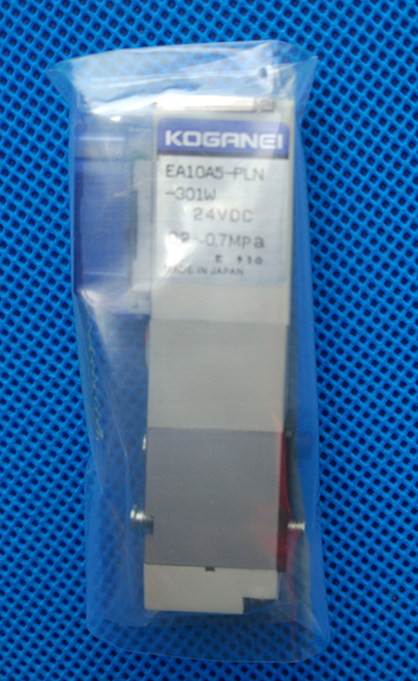 KOGANEI
EA10A5-PLN
-301W
24VDC
~0.7MPa
MADE IN JAPAN